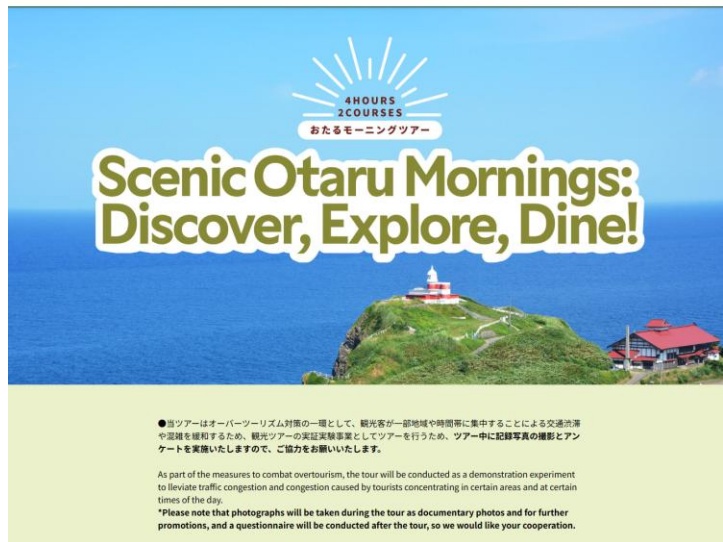 4HOURS
2COURSES
おたるモーニングツアー
Scenic Otaru Mornings:
Discover, Explore, Dine!
●当ツアーはオーバーツーリズム対策の一環として、観光客が一部地域や時間帯に集中することによる交通渋滞
や混雑を緩和するため、観光ツアーの実証実験事業としてツアーを行うため、ツアー中に記録写真の撮影とアン
ケートを実施いたしますので、ご協力をお願いいたします。
As part of the measures to combat overtourism, the tour will be conducted as a demonstration experiment
to lleviate traffic congestion and congestion caused by tourists concentrating in certain areas and at certain
times of the day.
*Please note that photographs will be taken during the tour as documentary photos and for further
promotions, and a questionnaire will be conducted after the tour, so we would like your cooperation.